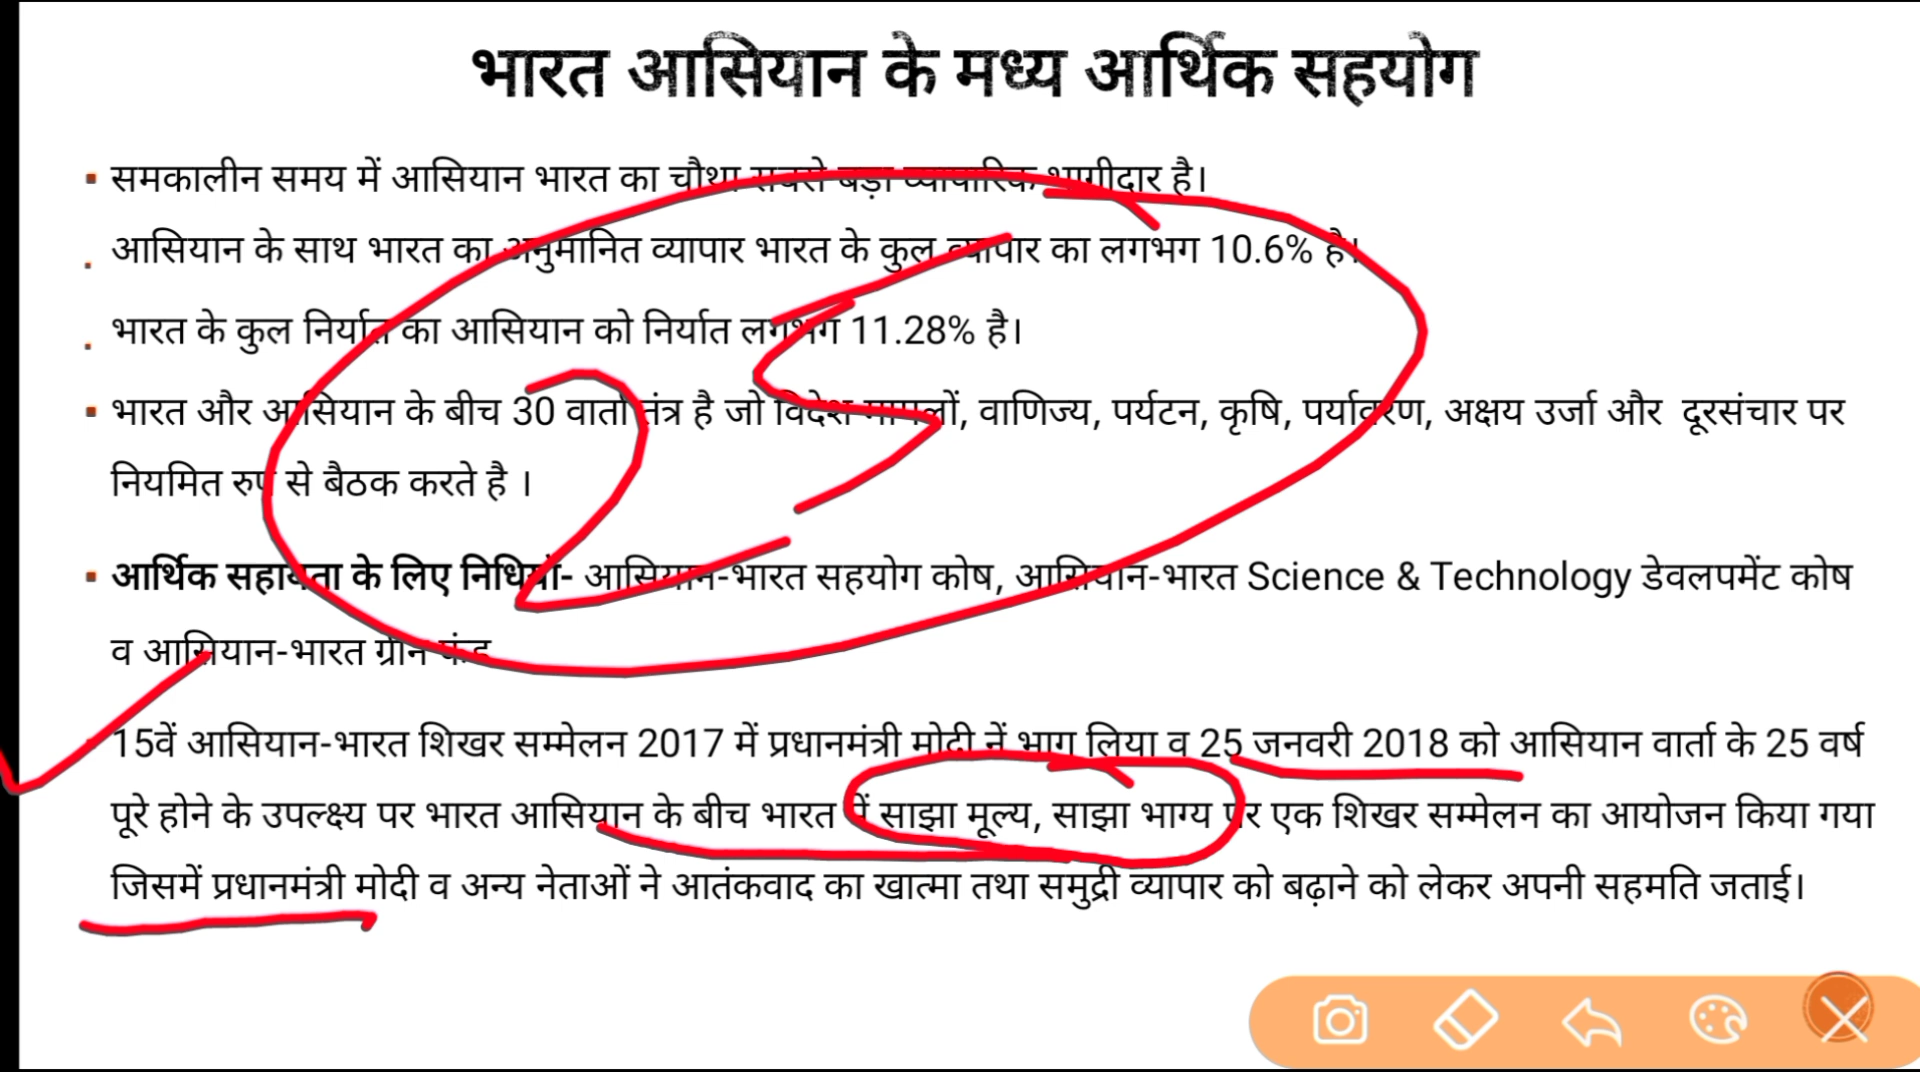 भारत आसियान के मध्य आर्थिक सहयोग
समकालीन समय में आसियान भारत का चौथा सबसे बड़ा व्यापारिक भागीदार है।
आसियान के साथ भारत का अनुमानित व्यापार भारत के कुल व्यापार का लगभग 10.6% है।
भारत के कुल निर्यात का आसियान को निर्यात लगभग 11.28% है।
भारत और आसियान के बीच 30 वार्ता तंत्र है जो विदेश मामलों, वाणिज्य, पर्यटन, कृषि, पर्यावरण, अक्षय उर्जा और दूरसंचार पर
नियमित रुप से बैठक करते है ।
आर्थिक सहायता के लिए निधियां- आसियान-भारत सहयोग कोष, आसियान-भारत Science & Technology डेवलपमेंट कोष
व आसियान-भारत ग्रीन फंड
15वें आसियान-भारत शिखर सम्मेलन 2017 में प्रधानमंत्री मोदी नें भाग लिया व 25 जनवरी 2018 को आसियान वार्ता के 25 वर्ष
पूरे होने के उपल्क्ष्य पर भारत आसियान के बीच भारत में साझा मूल्य, साझा भाग्य पर एक शिखर सम्मेलन का आयोजन किया गया
जिसमें प्रधानमंत्री मोदी व अन्य नेताओं ने आतंकवाद का खात्मा तथा समुद्री व्यापार को बढ़ाने को लेकर अपनी सहमति जताई।